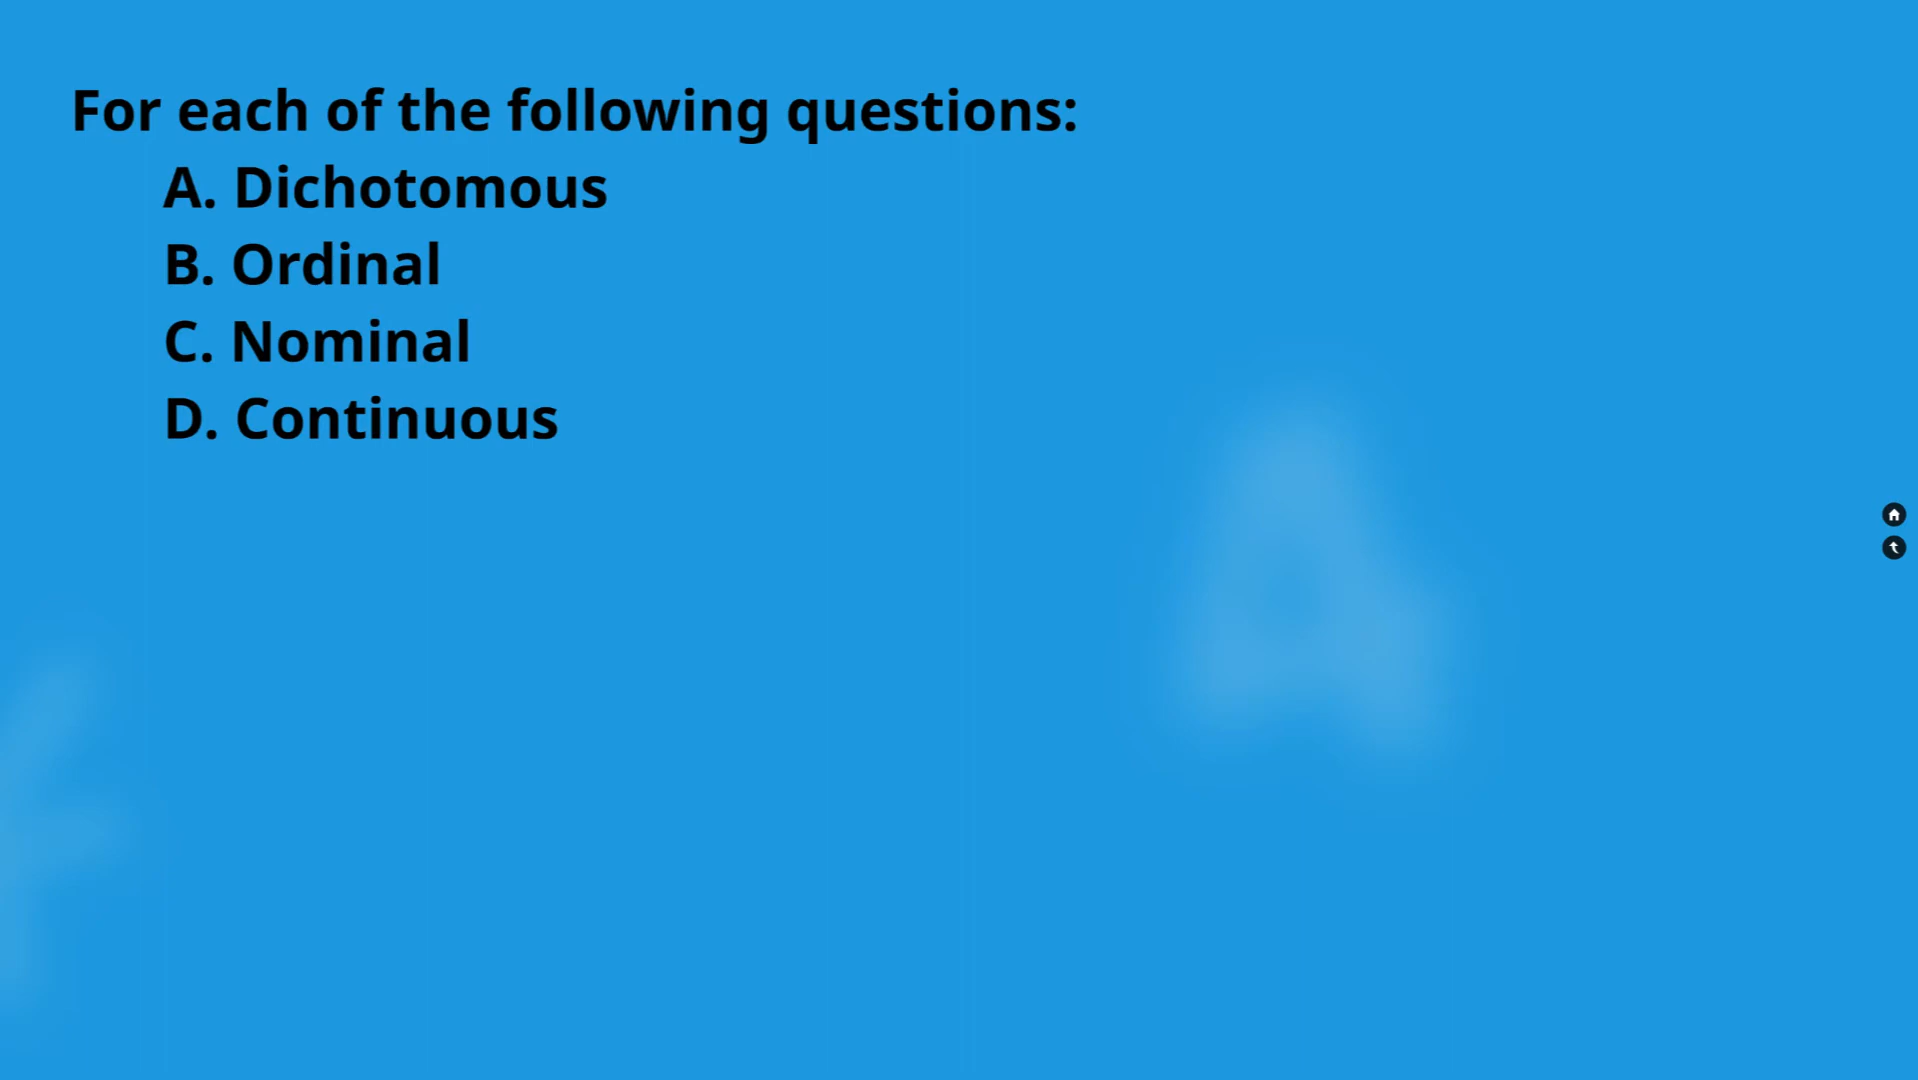 For each of the following questions:
A. Dichotomous
B. Ordinal
C. Nominal
D. Continuous